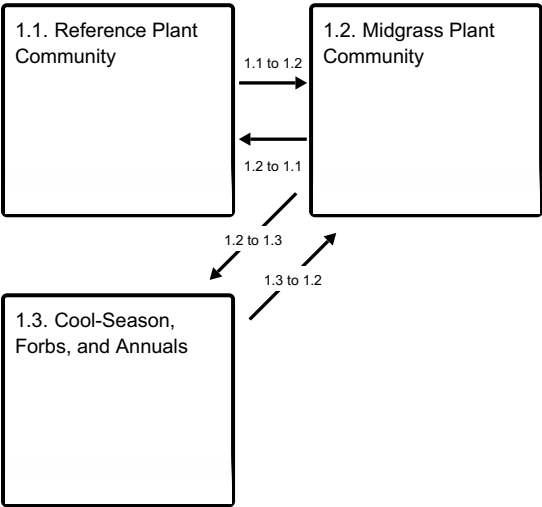 1.1. Reference Plant
Community
1.1 to 1.2
1.2. Midgrass Plant
Community
1.2 to 1.1
1.2 to 1.3
1.3 to 1.2
1.3. Cool-Season,
Forbs, and Annuals